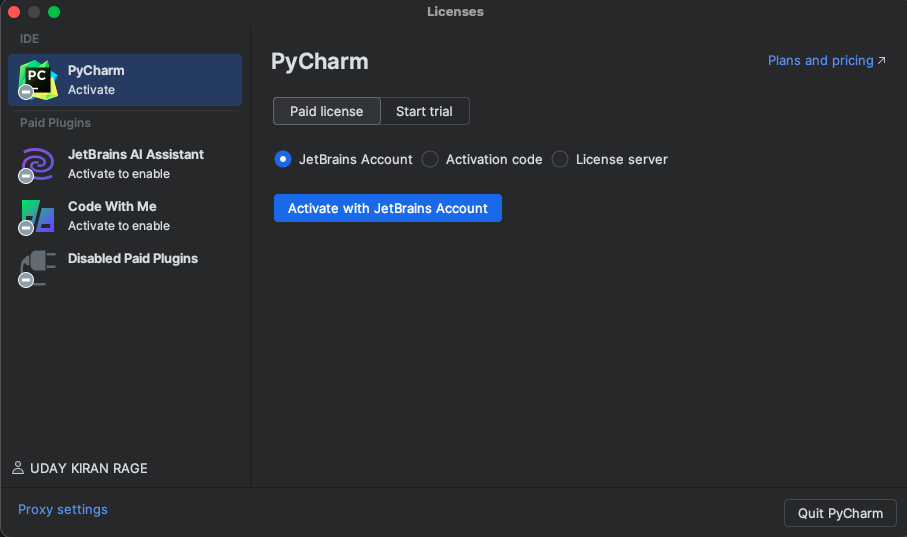 Licenses
IDE
PyCharm
Activate
Paid Plugins
JetBrains AI Assistant
Activate to enable
Code With Me
Activate to enable
Disabled Paid Plugins
UDAY KIRAN RAGE
PyCharm
Plans and pricing
Paid license Start trial
JetBrains Account Activation code License server
Activate with JetBrains Account
Proxy settings
Quit PyCharm
PC